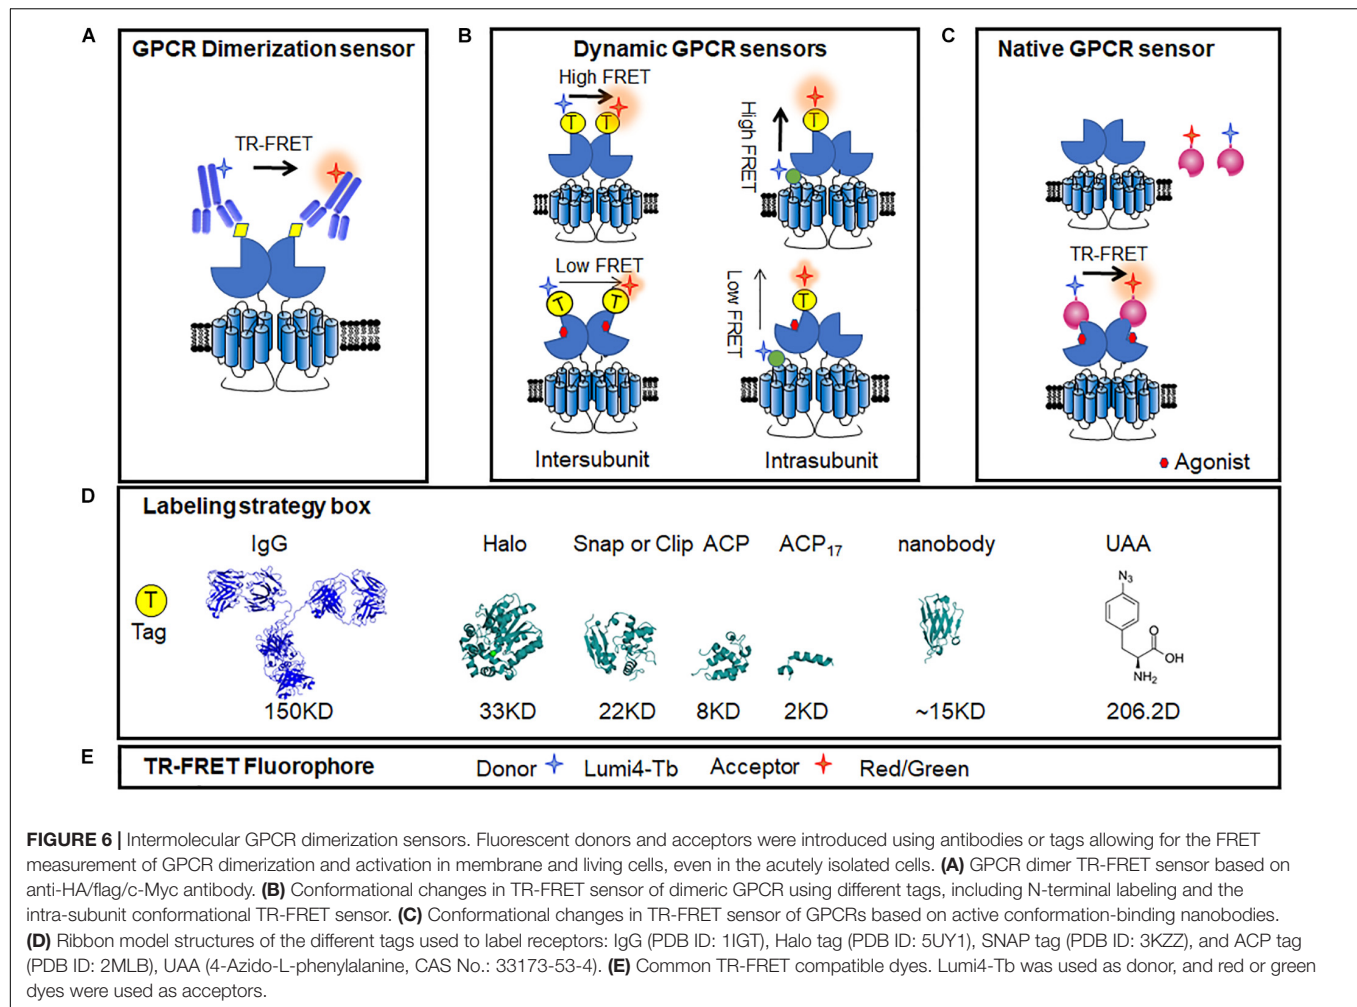 A
GPCR Dimerization sensor
TR-FRET
B
Dynamic GPCR sensors
High FRET
T T
T
High FRET
Low FRET
T T
T
Low FRET
Intersubunit
Intrasubunit
C
Native GPCR sensor
TR-FRET
Agonist
D
Labeling strategy box
IgG Halo Snap or Clip ACP ACP17 nanobody UAA
T
Tag
N3
O
OH
NH2
150KD 33KD 22KD 8KD 2KD ~15KD 206.2D
E
TR-FRET Fluorophore Donor Lumi4-Tb Acceptor Red/Green
FIGURE 6 | Intermolecular GPCR dimerization sensors. Fluorescent donors and acceptors were introduced using antibodies or tags allowing for the FRET
measurement of GPCR dimerization and activation in membrane and living cells, even in the acutely isolated cells. (A) GPCR dimer TR-FRET sensor based on
anti-HA/flag/c-Myc antibody. (B) Conformational changes in TR-FRET sensor of dimeric GPCR using different tags, including N-terminal labeling and the
intra-subunit conformational TR-FRET sensor. (C) Conformational changes in TR-FRET sensor of GPCRs based on active conformation-binding nanobodies.
(D) Ribbon model structures of the different tags used to label receptors: IgG (PDB ID: 1IGT), Halo tag (PDB ID: 5UY1), SNAP tag (PDB ID: 3KZZ), and ACP tag
(PDB ID: 2MLB), UAA (4-Azido-L-phenylalanine, CAS No.: 33173-53-4). (E) Common TR-FRET compatible dyes. Lumi4-Tb was used as donor, and red or green
dyes were used as acceptors.